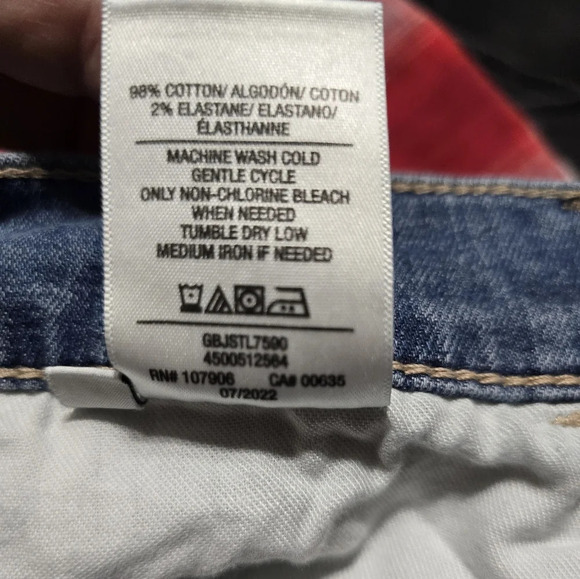 98% COTTON/ ALGODÓN/ COTON
2% ELASTANE/ ELASTANO/
ÉLASTHANNE
MACHINE WASH COLD
GENTLE CYCLE
ONLY NON-CHLORINE BLEACH
WHEN NEEDED
TUMBLE DRY LOW
MEDIUM IRON IF NEEDED
GBJSTL7590
4500512564
RN# 107906 CA# 00635
07/2022